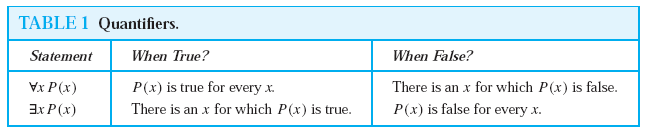 TABLE 1 Quantifiers.
Statement When True? When False?
∀x P(x) P(x) is true for every x. There is an x for which P(x) is false.
∃x P(x) There is an x for which P(x) is true. P(x) is false for every x.